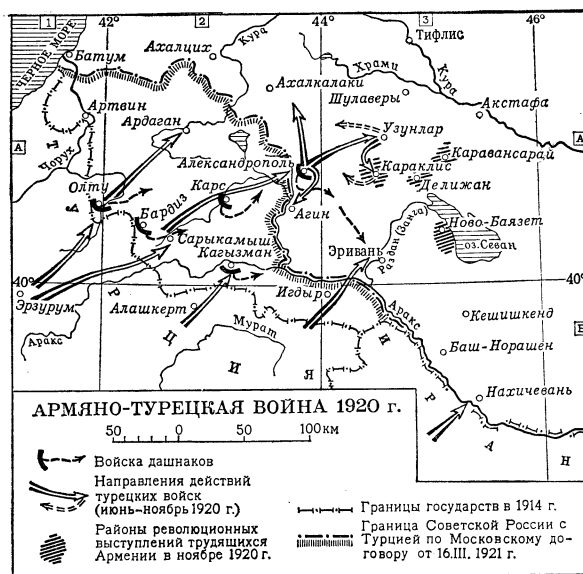 1 42° 2 44° 3 46°
ЧЕРНОЕ МОРЕ
Батум
Ахалцих
Кура
Тифлис
Храми
Кура
Ахалкалаки
Шулаверы
Акстафа
Артвин
Ардаган
Т
Чорух
А
А
Узунлар
Александрополь
Караклис
Каравансарай
Делижан
Олту
У
Карс
Бардиз
Агин
Ново-Баязет
оз.Севан
Раздан (Занга)
Сарыкамыш
Эривань
Кагызман
40°
40°
Эрзурум
Р
Игдыр
Алашкерт
Аракс
Кешишкенд
Б
Аракс
Ц
Мурат
И
И
Баш-Норашен
Я
Р
Нахичевань
А
Н
АРМЯНО-ТУРЕЦКАЯ ВОЙНА 1920 г.
50 0 50 100км
Войска дашнаков
Направления действий
турецких войск
(июнь-ноябрь 1920 г.)
Районы революционных
выступлений трудящихся
Армении в ноябре 1920 г.
Границы государств в 1914 г.
Граница Советской России с
Турцией по Московскому до-
говору от 16.III. 1921 г.